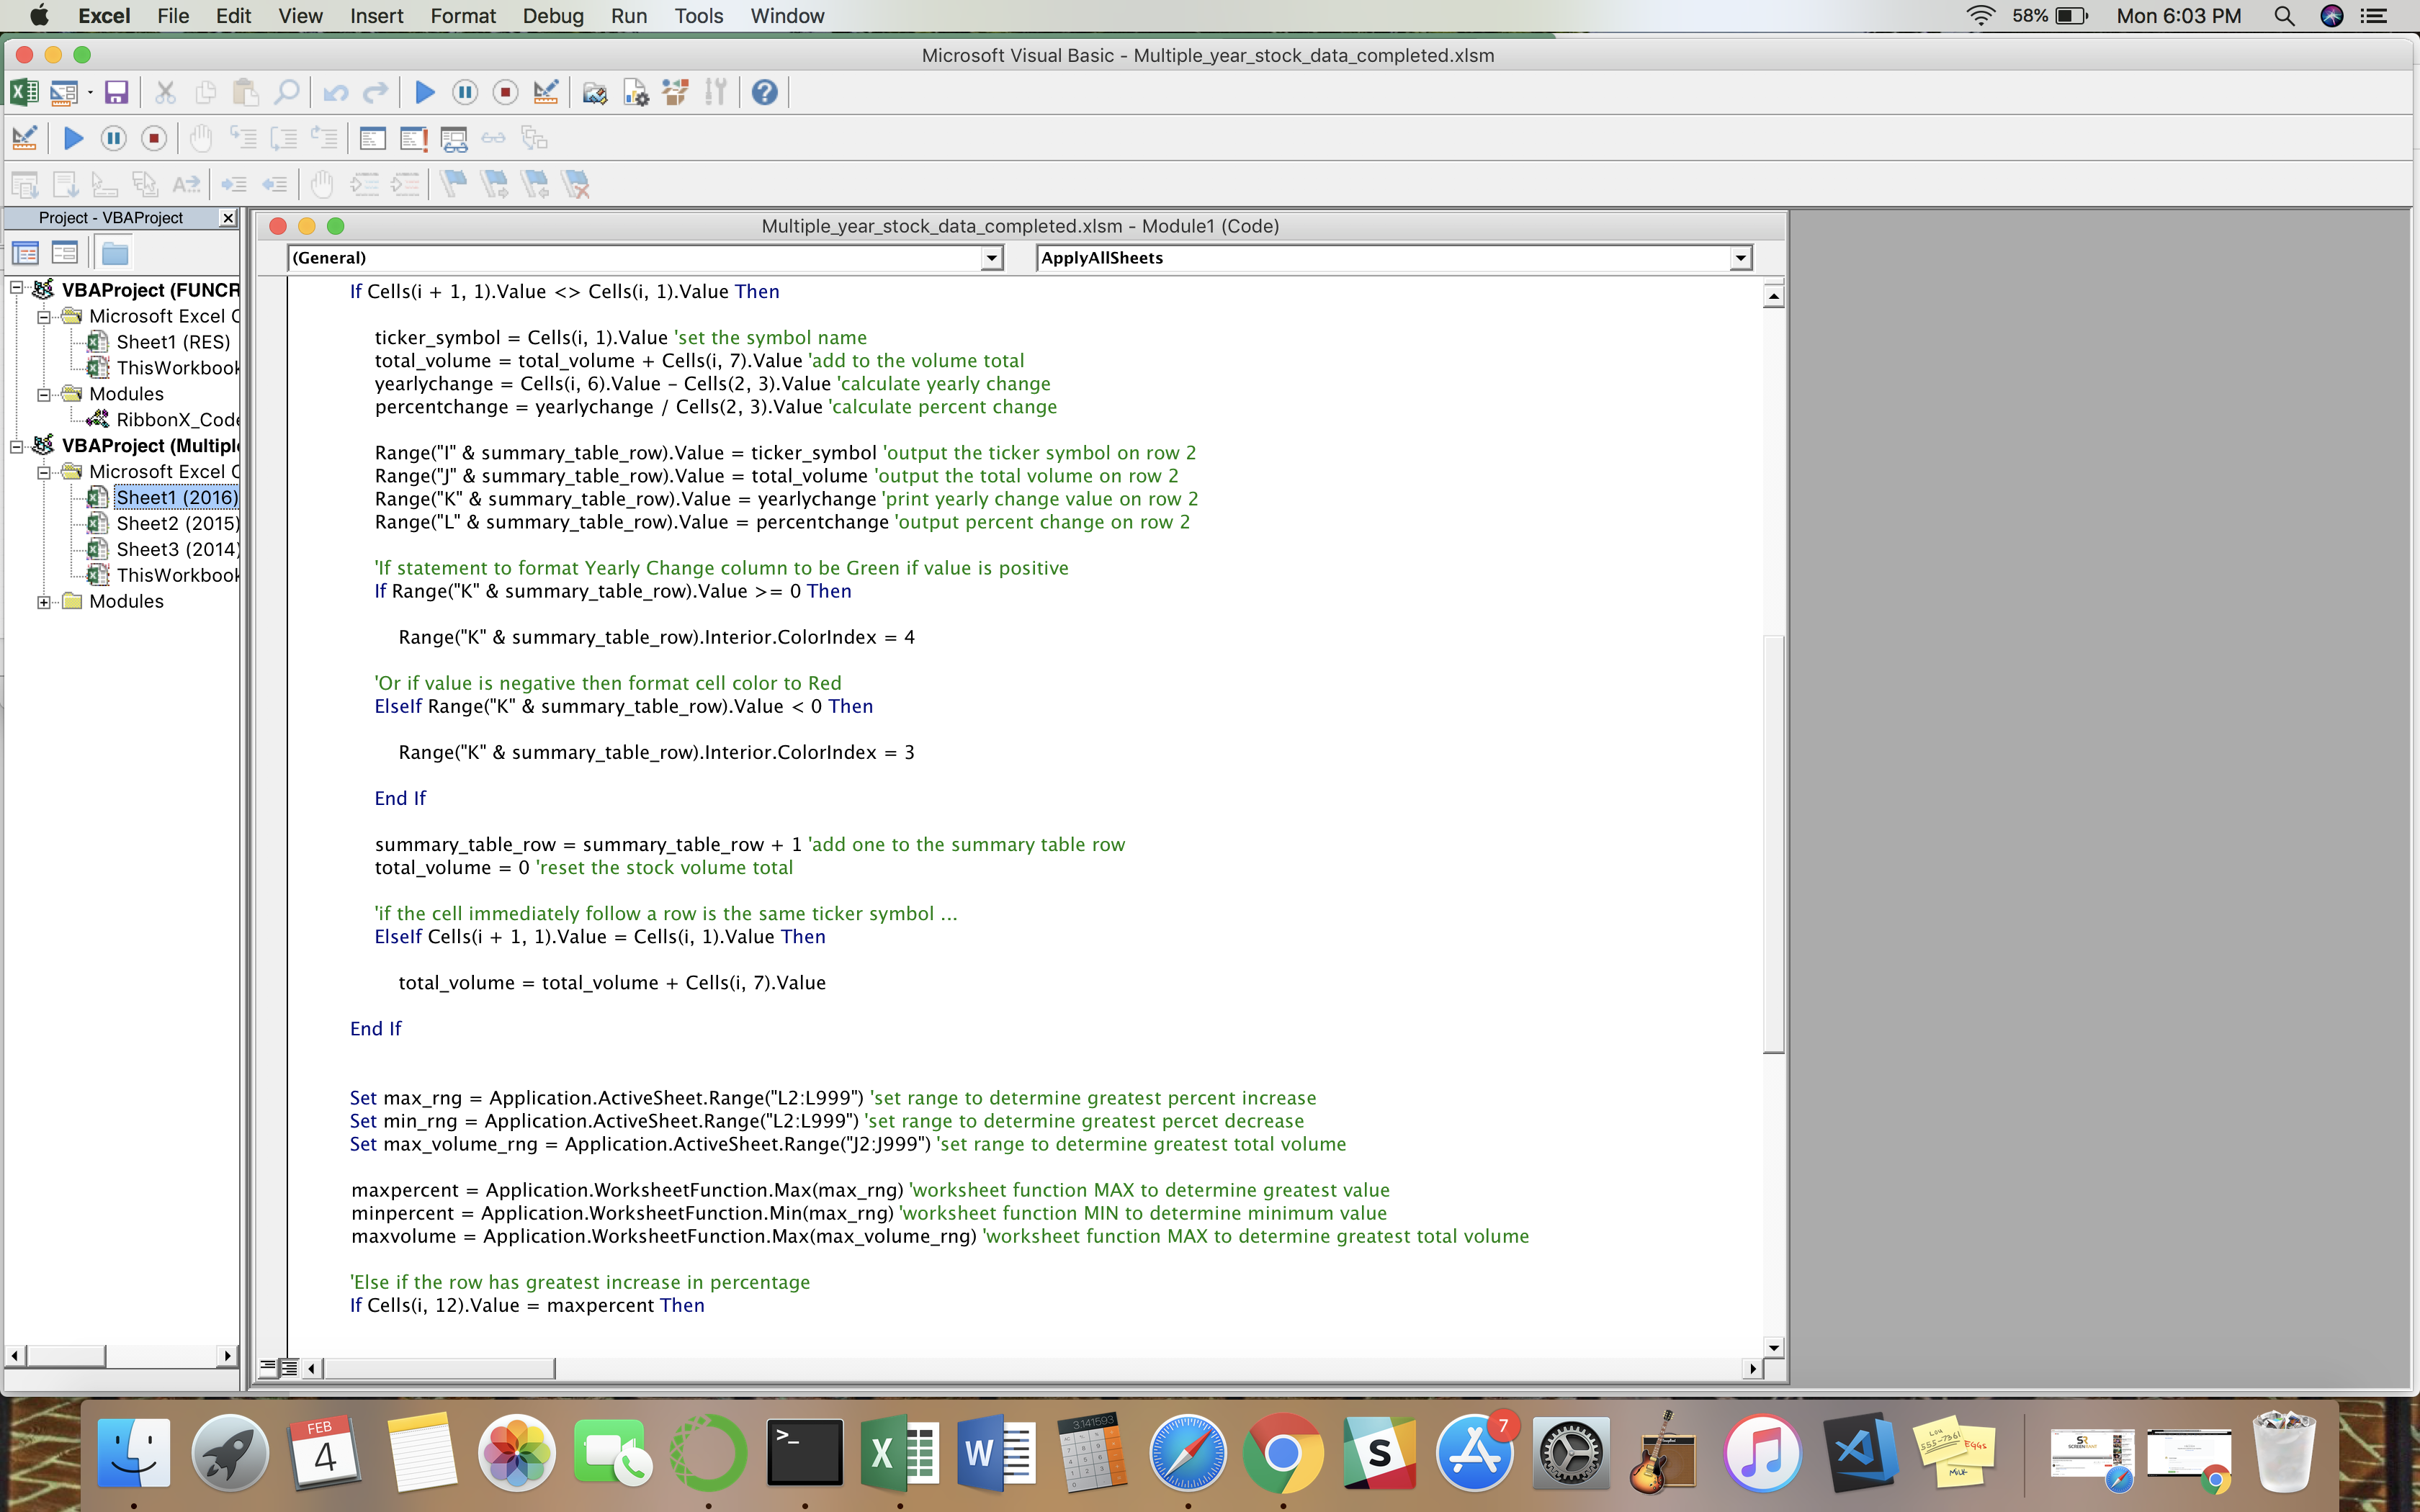 Excel File Edit View Insert Format Debug Run Tools Window 58% Mon 6:03 PM
Microsoft Visual Basic - Multiple_year_stock_data_completed.xlsm
Project - VBAProject
VBAProject (FUNCR
Microsoft Excel O
Sheet1 (RES)
ThisWorkbook
Modules
RibbonX_Code
VBAProject (Multiple
Microsoft Excel O
Sheet1 (2016)
Sheet2 (2015)
Sheet3 (2014)
ThisWorkbook
Modules
Multiple_year_stock_data_completed.xlsm - Module1 (Code)
(General) ApplyAllSheets
If Cells(i + 1, 1).Value <> Cells(i, 1).Value Then
ticker_symbol = Cells(i, 1).Value 'set the symbol name
total_volume = total_volume + Cells(i, 7).Value 'add to the volume total
yearlychange = Cells(i, 6).Value - Cells(2, 3).Value 'calculate yearly change
percentchange = yearlychange / Cells(2, 3).Value 'calculate percent change
Range("I" & summary_table_row).Value = ticker_symbol 'output the ticker symbol on row 2
Range("J" & summary_table_row).Value = total_volume 'output the total volume on row 2
Range("K" & summary_table_row).Value = yearlychange 'print yearly change value on row 2
Range("L" & summary_table_row).Value = percentchange 'output percent change on row 2
'If statement to format Yearly Change column to be Green if value is positive
If Range("K" & summary_table_row).Value >= 0 Then
Range("K" & summary_table_row).Interior.ColorIndex = 4
'Or if value is negative then format cell color to Red
ElseIf Range("K" & summary_table_row).Value < 0 Then
Range("K" & summary_table_row).Interior.ColorIndex = 3
End If
summary_table_row = summary_table_row + 1 'add one to the summary table row
total_volume = 0 'reset the stock volume total
'if the cell immediately follow a row is the same ticker symbol ...
ElseIf Cells(i + 1, 1).Value = Cells(i, 1).Value Then
total_volume = total_volume + Cells(i, 7).Value
End If
Set max_rng = Application.ActiveSheet.Range("L2:L999") 'set range to determine greatest percent increase
Set min_rng = Application.ActiveSheet.Range("L2:L999") 'set range to determine greatest percet decrease
Set max_volume_rng = Application.ActiveSheet.Range("J2:J999") 'set range to determine greatest total volume
maxpercent = Application.WorksheetFunction.Max(max_rng) 'worksheet function MAX to determine greatest value
minpercent = Application.WorksheetFunction.Min(max_rng) 'worksheet function MIN to determine minimum value
maxvolume = Application.WorksheetFunction.Max(max_volume_rng) 'worksheet function MAX to determine greatest total volume
'Else if the row has greatest increase in percentage
If Cells(i, 12).Value = maxpercent Then
FEB
4
>_
X
W
3.141593
S
7
EGGS
MILK
SR